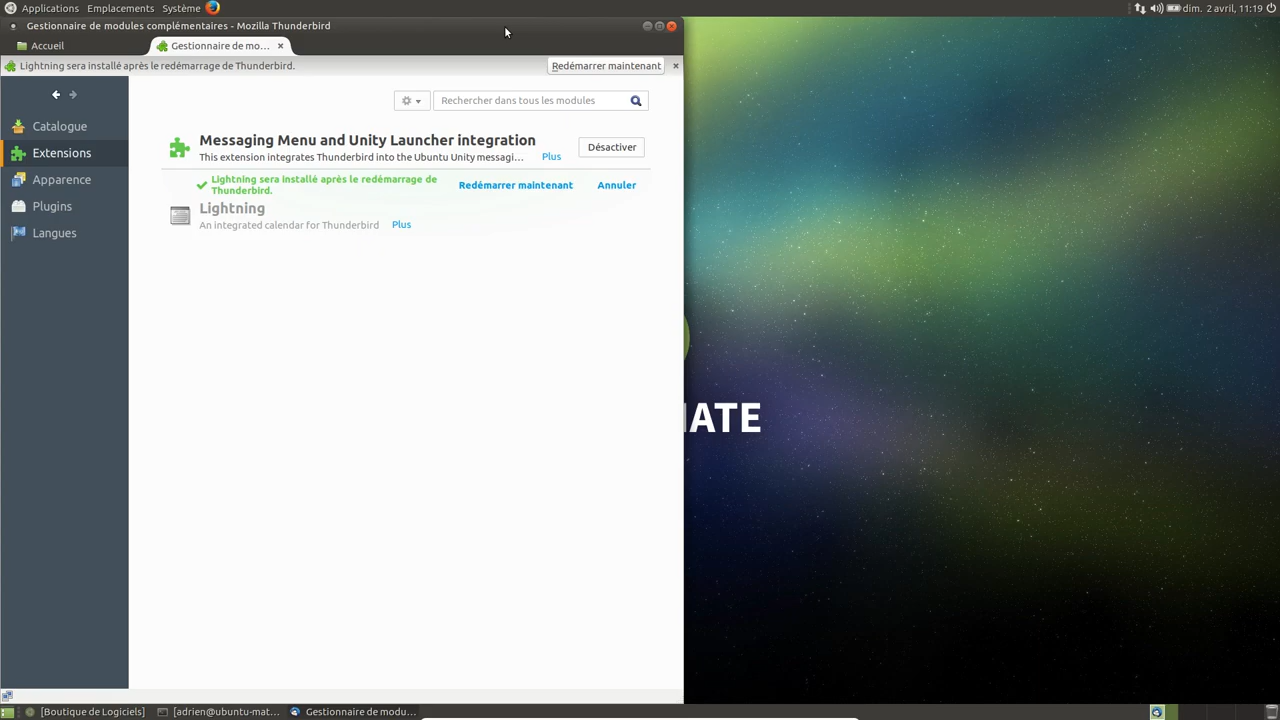 Applications Emplacements Système dim. 2 avril, 11:19
Gestionnaire de modules complémentaires - Mozilla Thunderbird
Accueil Gestionnaire de mo...
Lightning sera installé après le redémarrage de Thunderbird. Redémarrer maintenant
Rechercher dans tous les modules
Catalogue
Extensions
Apparence
Plugins
Langues
Messaging Menu and Unity Launcher integration Désactiver
This extension integrates Thunderbird into the Ubuntu Unity messagi... Plus
Lightning sera installé après le redémarrage de Redémarrer maintenant Annuler
Thunderbird.
Lightning
An integrated calendar for Thunderbird Plus
ATE
[Boutique de Logiciels] [adrien@ubuntu-mat... Gestionnaire de modu...